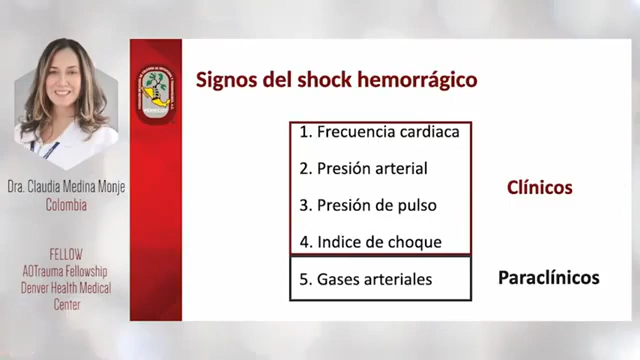 Dra. Claudia Medina Monje
Colombia
FELLOW
AOTrauma Fellowship
Denver Health Medical
Center
Signos del shock hemorrágico
1. Frecuencia cardiaca
2. Presión arterial
3. Presión de pulso
4. Indice de choque
Clínicos
5. Gases arteriales
Paraclínicos